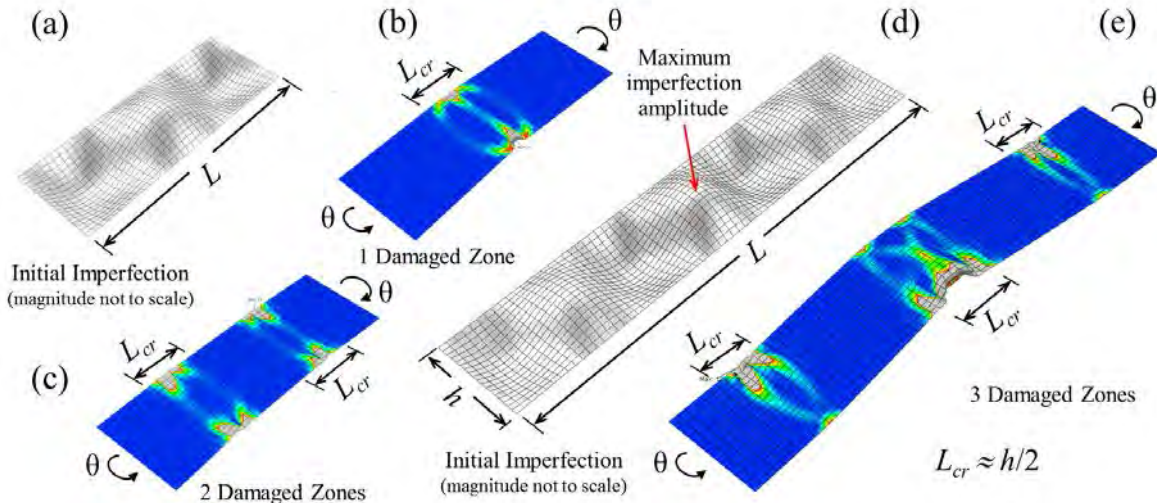 (a)
L
Initial Imperfection
(magnitude not to scale)
(b)
θ
L_cr
θ
1 Damaged Zone
(c)
θ
L_cr
L_cr
θ
2 Damaged Zones
(d)
Maximum
imperfection
amplitude
L
h
Initial Imperfection
(magnitude not to scale)
(e)
θ
L_cr
L_cr
L_cr
θ
3 Damaged Zones
L_cr ≈ h/2